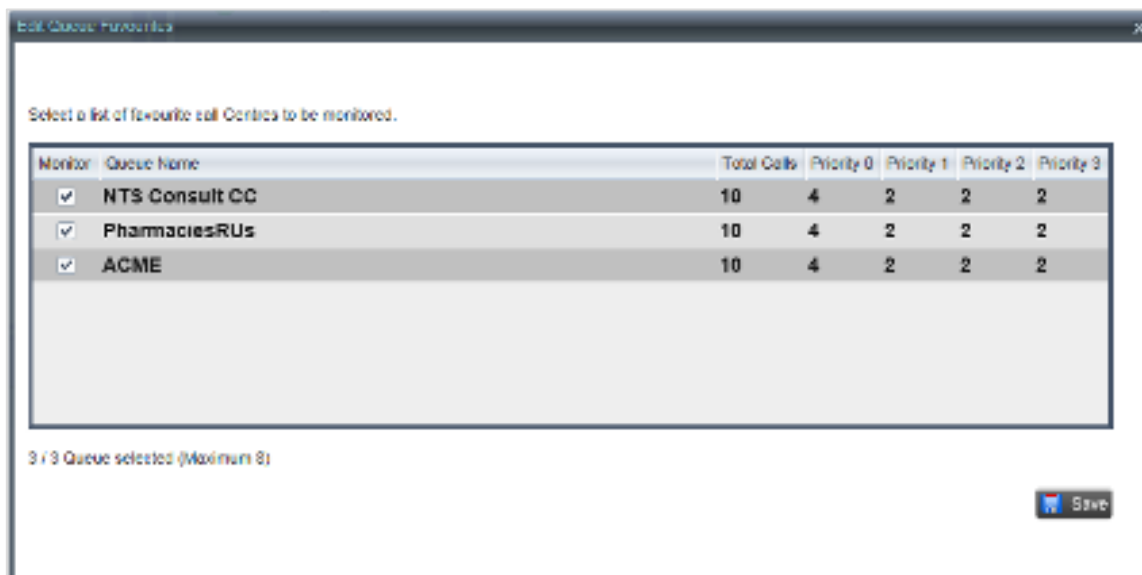 Edit Queue Favourites
x
Select a list of favourite call Centres to be monitored.
Monitor Queue Name Total Calls Priority 0 Priority 1 Priority 2 Priority 3
NTS Consult CC 10 4 2 2 2
PharmaciesRUs 10 4 2 2 2
ACME 10 4 2 2 2
3 / 3 Queue selected (Maximum 8)
Save